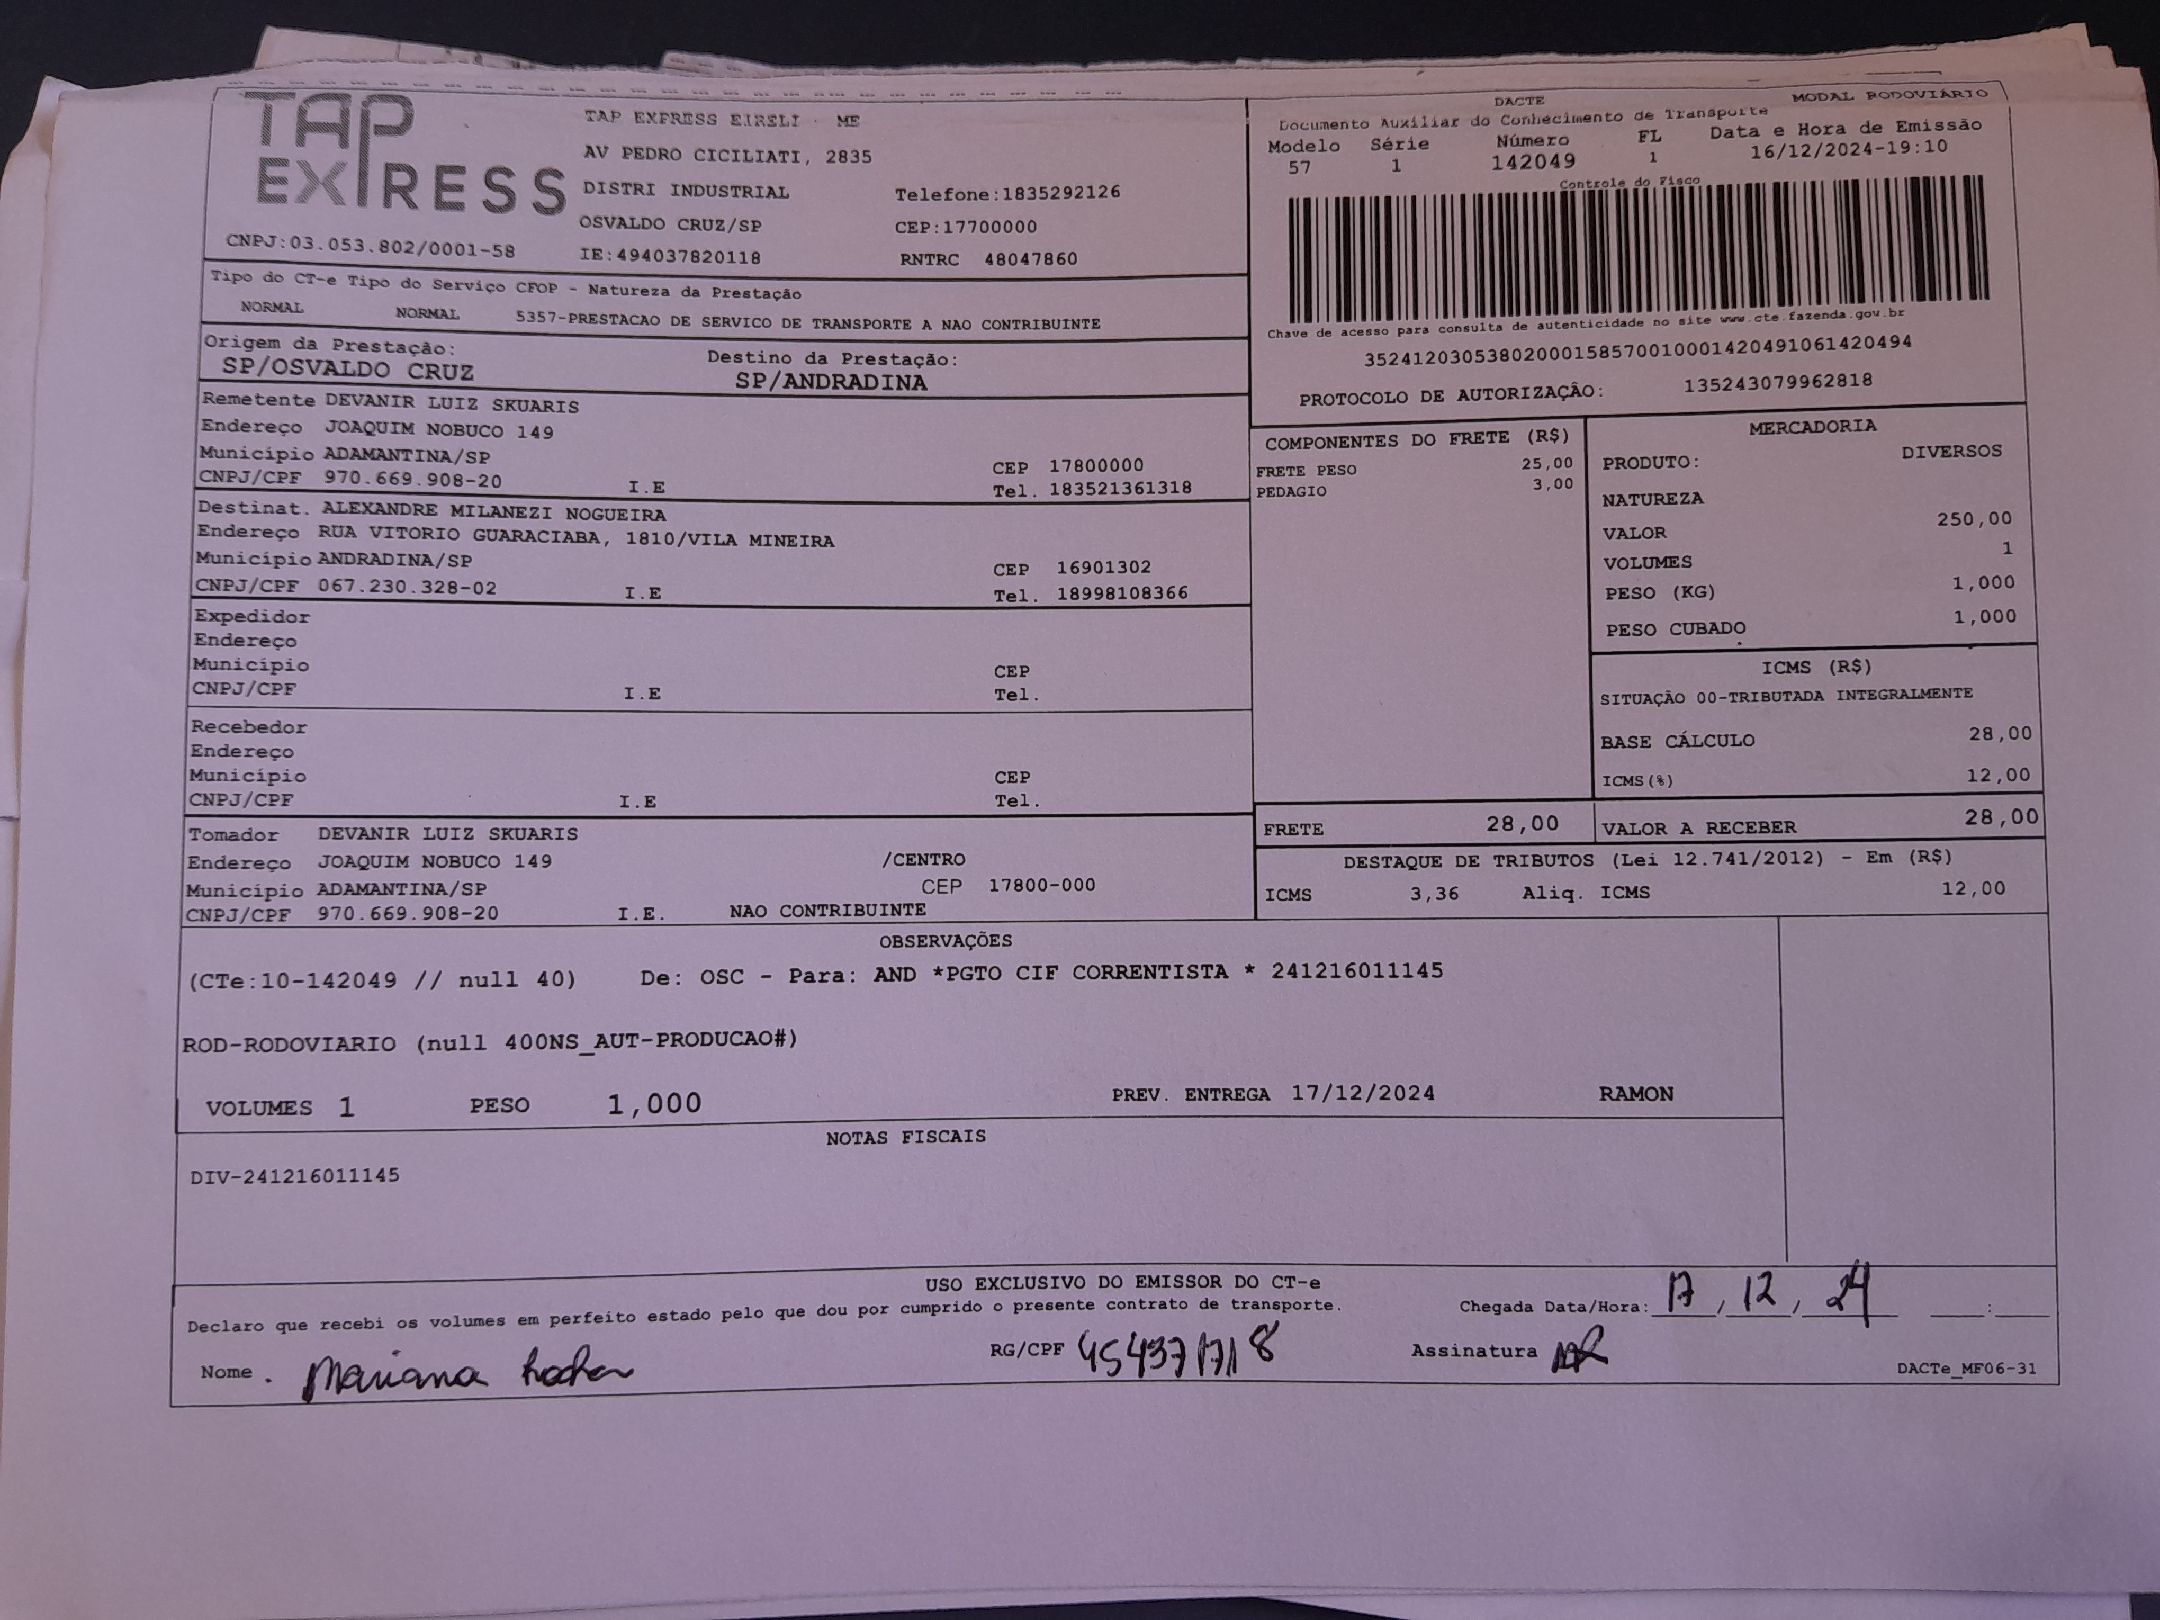 TAP
EXPRESS
CNPJ:03.053.802/0001-58
TAP EXPRESS EIRELI - ME
AV PEDRO CICILIATI, 2835
DISTRI INDUSTRIAL Telefone:1835292126
OSVALDO CRUZ/SP CEP:17700000
IE:494037820118 RNTRC 48047860
DACTE MODAL RODOVIÁRIO
Documento Auxiliar do Conhecimento de Transporte
Modelo Série Número FL Data e Hora de Emissão
57 1 142049 1 16/12/2024-19:10
Controle do Fisco
Chave de acesso para consulta de autenticidade no site www.cte.fazenda.gov.br
35241203053802000158570010001420491061420494
PROTOCOLO DE AUTORIZAÇÃO: 135243079962818
Tipo do CT-e Tipo do Serviço CFOP - Natureza da Prestação
NORMAL NORMAL 5357-PRESTACAO DE SERVICO DE TRANSPORTE A NAO CONTRIBUINTE
Origem da Prestação: Destino da Prestação:
SP/OSVALDO CRUZ SP/ANDRADINA
Remetente DEVANIR LUIZ SKUARIS
Endereço JOAQUIM NOBUCO 149
Município ADAMANTINA/SP CEP 17800000
CNPJ/CPF 970.669.908-20 I.E Tel. 183521361318
Destinat. ALEXANDRE MILANEZI NOGUEIRA
Endereço RUA VITORIO GUARACIABA, 1810/VILA MINEIRA
Município ANDRADINA/SP CEP 16901302
CNPJ/CPF 067.230.328-02 I.E Tel. 18998108366
Expedidor
Endereço
Município CEP
CNPJ/CPF I.E Tel.
Recebedor
Endereço
Município CEP
CNPJ/CPF I.E Tel.
Tomador DEVANIR LUIZ SKUARIS
Endereço JOAQUIM NOBUCO 149 /CENTRO
Município ADAMANTINA/SP CEP 17800-000
CNPJ/CPF 970.669.908-20 I.E. NAO CONTRIBUINTE
COMPONENTES DO FRETE (R$)
FRETE PESO 25,00
PEDAGIO 3,00
MERCADORIA
PRODUTO: DIVERSOS
NATUREZA
VALOR 250,00
VOLUMES 1
PESO (KG) 1,000
PESO CUBADO 1,000
ICMS (R$)
SITUAÇÃO 00-TRIBUTADA INTEGRALMENTE
BASE CÁLCULO 28,00
ICMS(%) 12,00
FRETE 28,00 VALOR A RECEBER 28,00
DESTAQUE DE TRIBUTOS (Lei 12.741/2012) - Em (R$)
ICMS 3,36 Aliq. ICMS 12,00
OBSERVAÇÕES
(CTe:10-142049 // null 40) De: OSC - Para: AND *PGTO CIF CORRENTISTA * 241216011145
ROD-RODOVIARIO (null 400NS_AUT-PRODUCAO#)
VOLUMES 1 PESO 1,000 PREV. ENTREGA 17/12/2024 RAMON
NOTAS FISCAIS
DIV-241216011145
USO EXCLUSIVO DO EMISSOR DO CT-e
Declaro que recebi os volumes em perfeito estado pelo que dou por cumprido o presente contrato de transporte. Chegada Data/Hora: 17/12/24 :
Nome . Mariana RG/CPF Assinatura DACTe_MF06-31